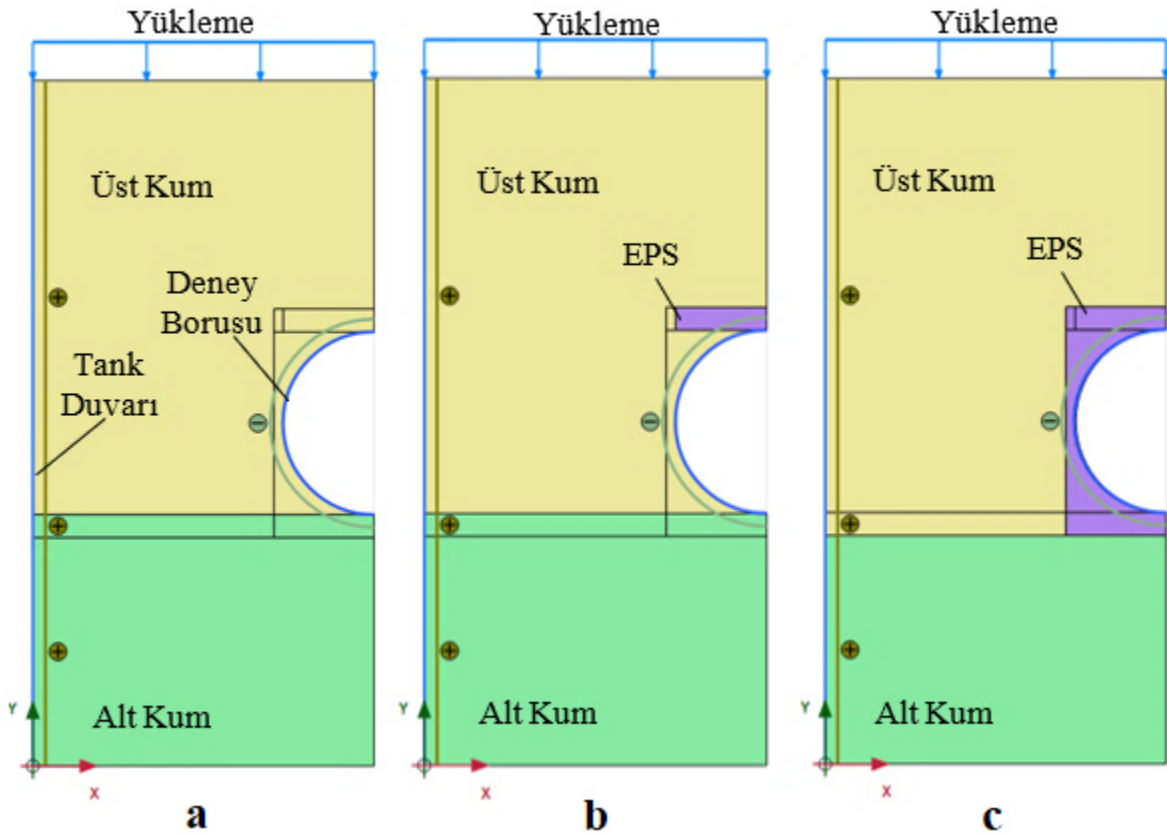 Yükleme
Üst Kum
Deney
Borusu
Tank
Duvarı
Alt Kum
Y
X
a
Yükleme
Üst Kum
EPS
Alt Kum
Y
X
b
Yükleme
Üst Kum
EPS
Alt Kum
Y
X
c